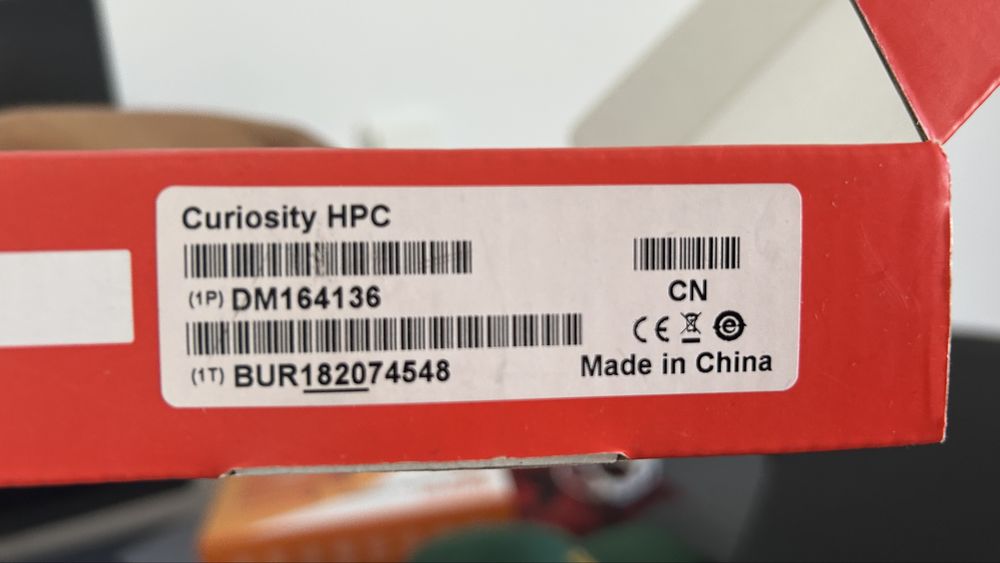 Curiosity HPC
(1P) DM164136
CN
(1T) BUR182074548
Made in China